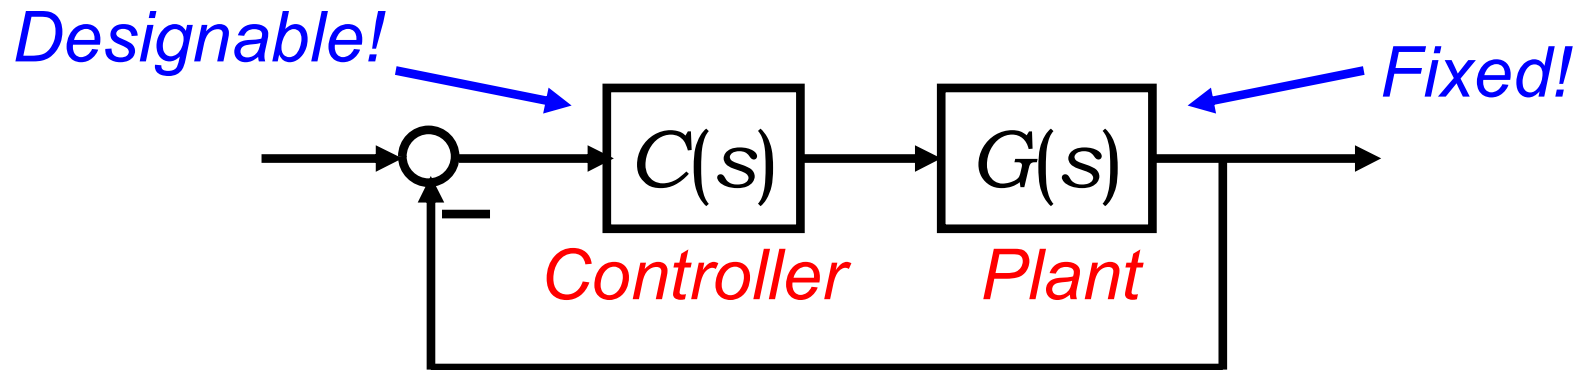 Designable!
Fixed!
C(s)
G(s)
−
Controller
Plant